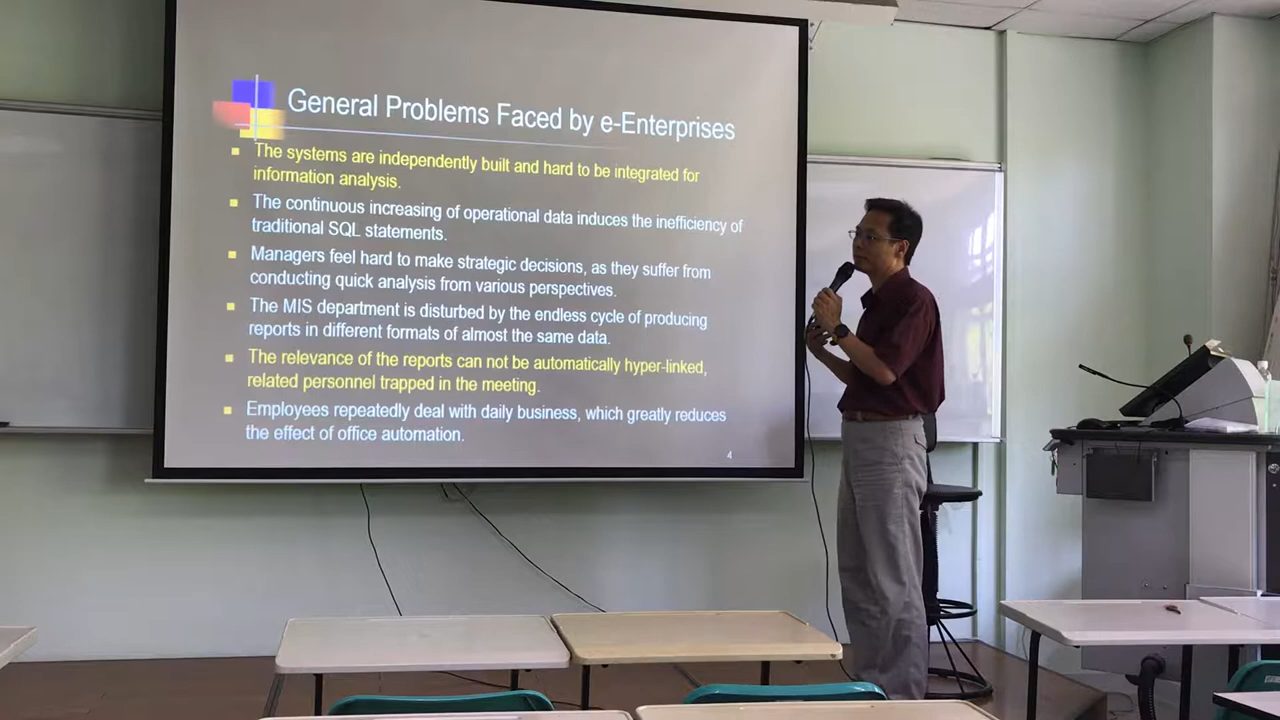 General Problems Faced by e-Enterprises
The systems are independently built and hard to be integrated for
information analysis.
The continuous increasing of operational data induces the inefficiency of
traditional SQL statements.
Managers feel hard to make strategic decisions, as they suffer from
conducting quick analysis from various perspectives.
The MIS department is disturbed by the endless cycle of producing
reports in different formats of almost the same data.
The relevance of the reports can not be automatically hyper-linked,
related personnel trapped in the meeting.
Employees repeatedly deal with daily business, which greatly reduces
the effect of office automation.
4